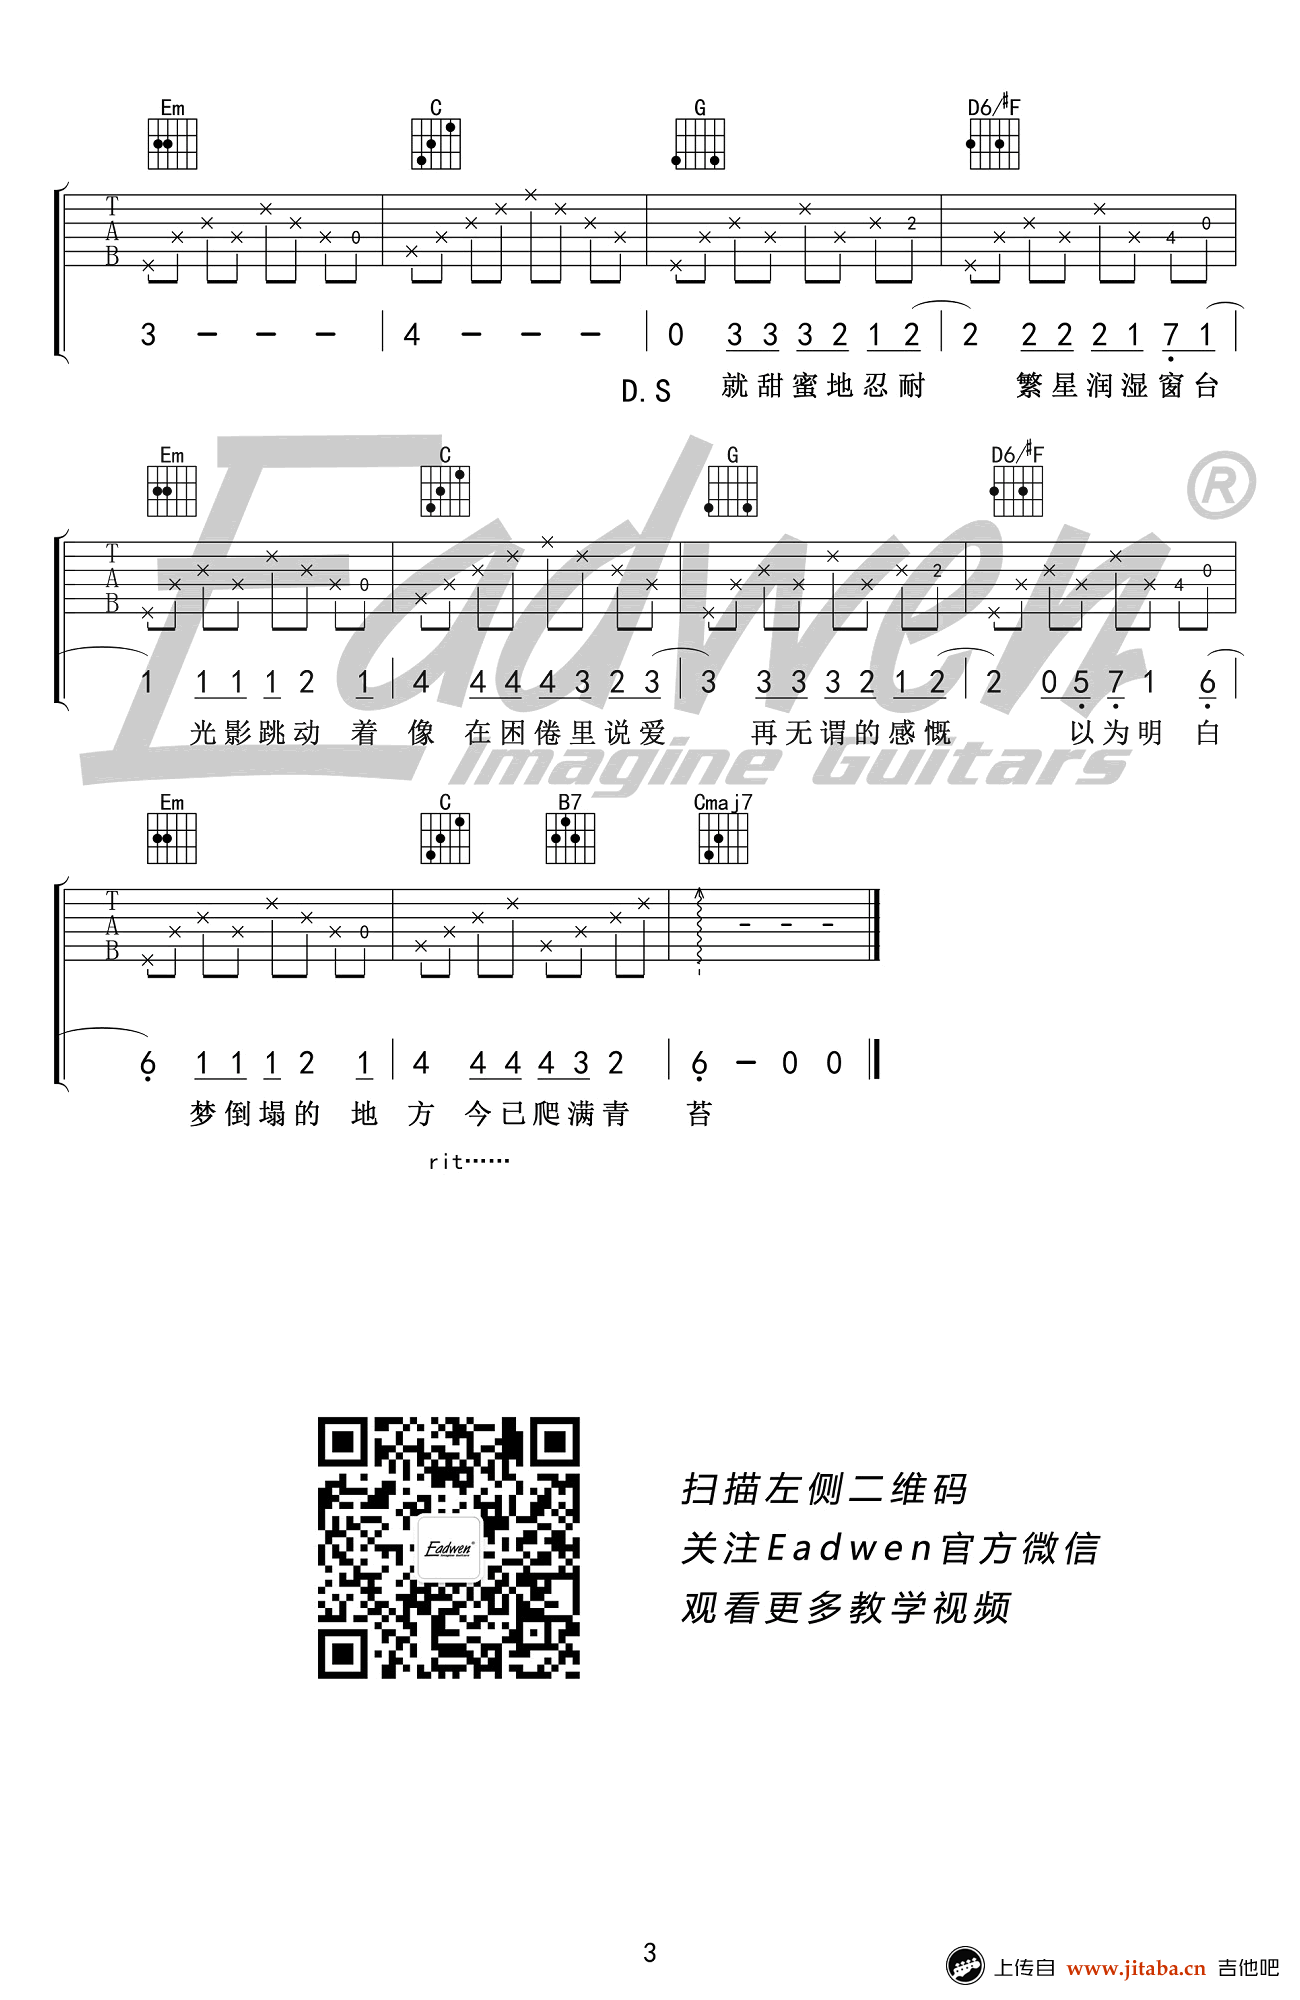 Em C G D6/#F
T A B × × × × × × × 0 × × × × × × × × × × × × × × × 2 × × × × × × 4 0
3 - - - 4 - - - 0 3 3 3 2 1 2 2 2 2 2 1 7 1
D.S 就甜蜜地忍耐 繁星润湿窗台
Em C G D6/#F
Eadwen®
T A B × × × × × × × 0 × × × × × × × × × × × × × × × 2 × × × × × × 4 0
1 1 1 1 2 1 4 4 4 4 3 2 3 3 3 3 3 2 1 2 2 0 5 7 1 6
光影跳动着像在困倦里说爱 再无谓的感慨 以为明白
Imagine Guitars
Em C B7 Cmaj7
T A B × × × × × × × 0 × × × × × × × × - - -
6 1 1 1 2 1 4 4 4 4 3 2 6 - 0 0
梦倒塌的地方今已爬满青苔
rit……
Eadwen®
Imagine Guitars
扫描左侧二维码
关注Eadwen官方微信
观看更多教学视频
3
上传自 www.jitaba.cn 吉他吧